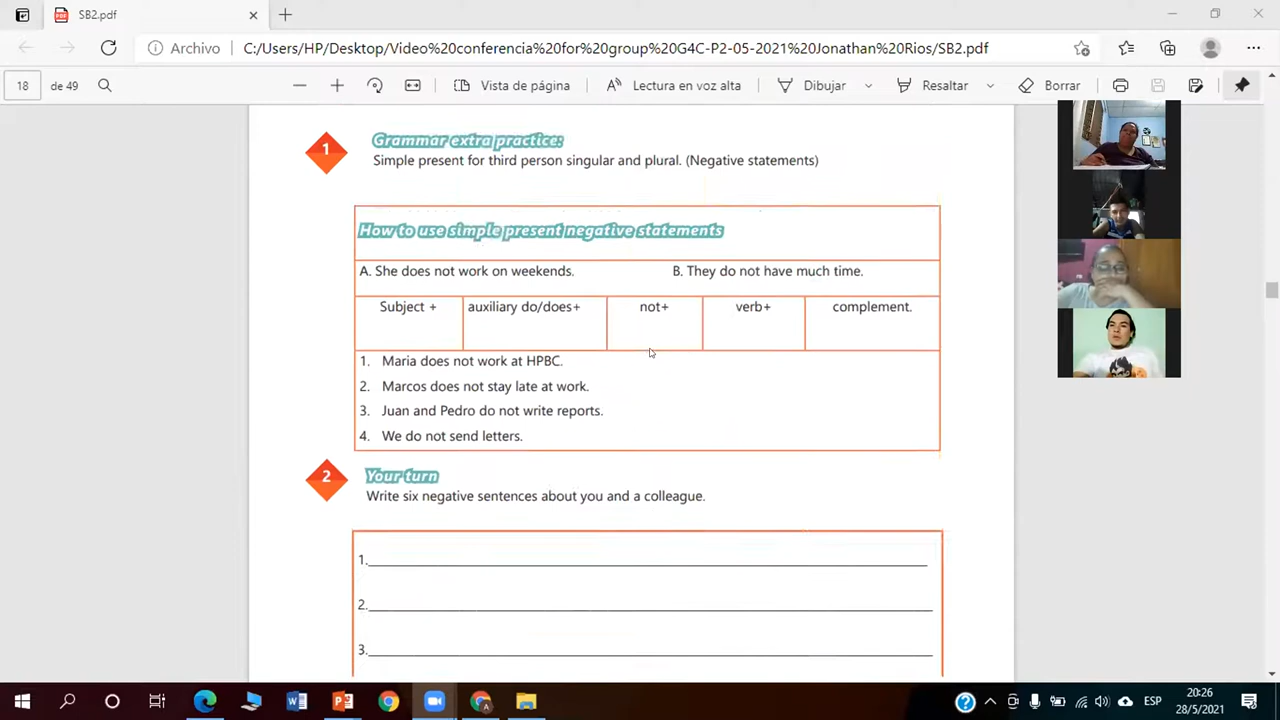 SB2.pdf
Archivo C:/Users/HP/Desktop/Video%20conferencia%20for%20group%20G4C-P2-05-2021%20Jonathan%20Rios/SB2.pdf
18 de 49 Vista de página Lectura en voz alta Dibujar Resaltar Borrar
1 Grammar extra practice:
Simple present for third person singular and plural. (Negative statements)
How to use simple present negative statements
A. She does not work on weekends. B. They do not have much time.
Subject + auxiliary do/does+ not+ verb+ complement.
1. Maria does not work at HPBC.
2. Marcos does not stay late at work.
3. Juan and Pedro do not write reports.
4. We do not send letters.
2 Your turn
Write six negative sentences about you and a colleague.
1.
2.
3.
ESP 20:26
28/5/2021